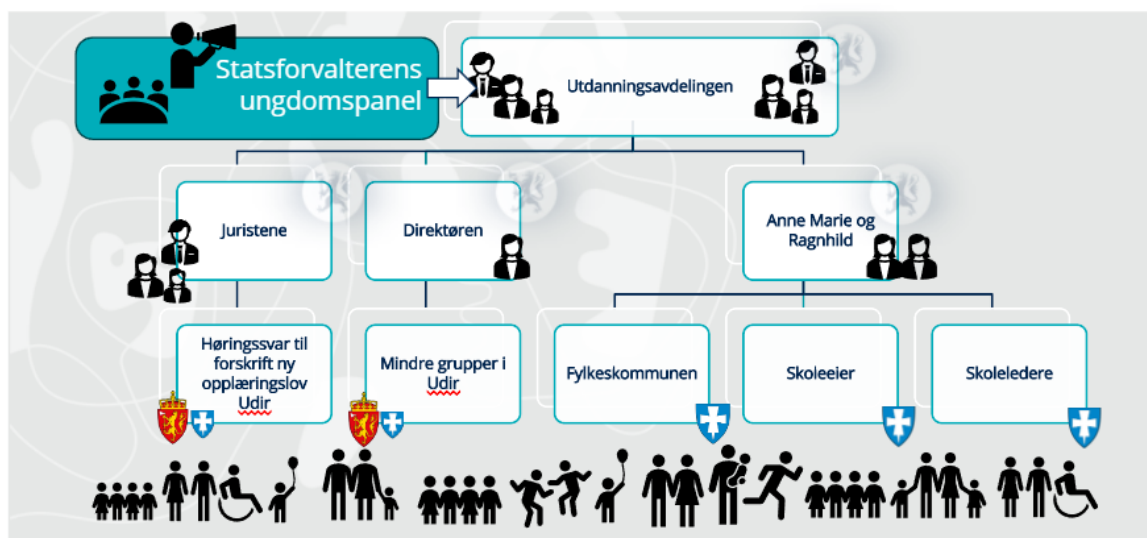 Statsforvalterens
ungdomspanel
Utdanningsavdelingen
Juristene
Direktøren
Anne Marie og
Ragnhild
Høringssvar til
forskrift ny
opplæringslov
Udir
Mindre grupper i
Udir
Fylkeskommunen
Skoleeier
Skoleledere